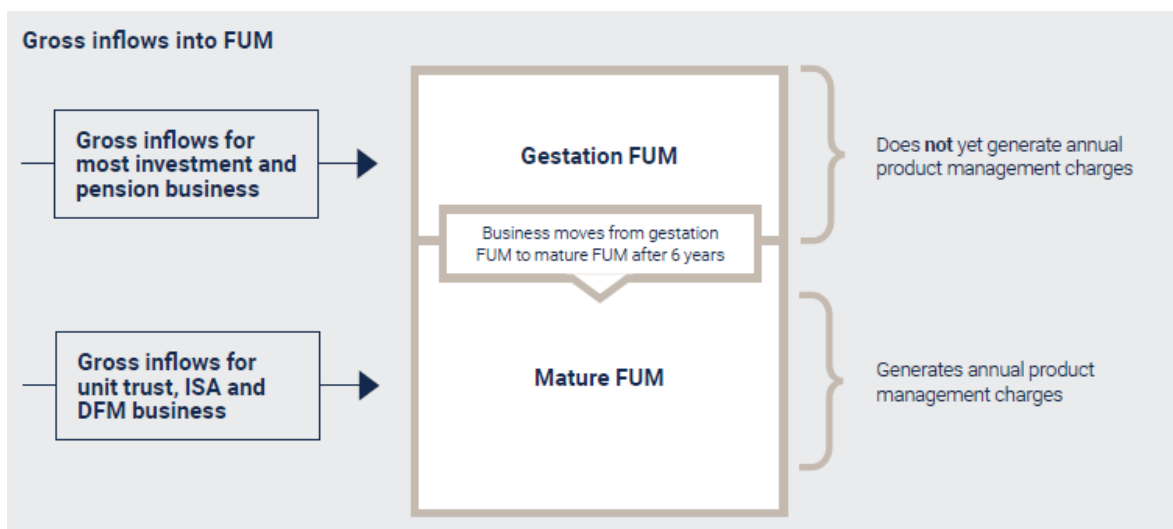 Gross inflows into FUM
Gross inflows for
most investment and
pension business
Gestation FUM
Does not yet generate annual
product management charges
Business moves from gestation
FUM to mature FUM after 6 years
Gross inflows for
unit trust, ISA and
DFM business
Mature FUM
Generates annual product
management charges